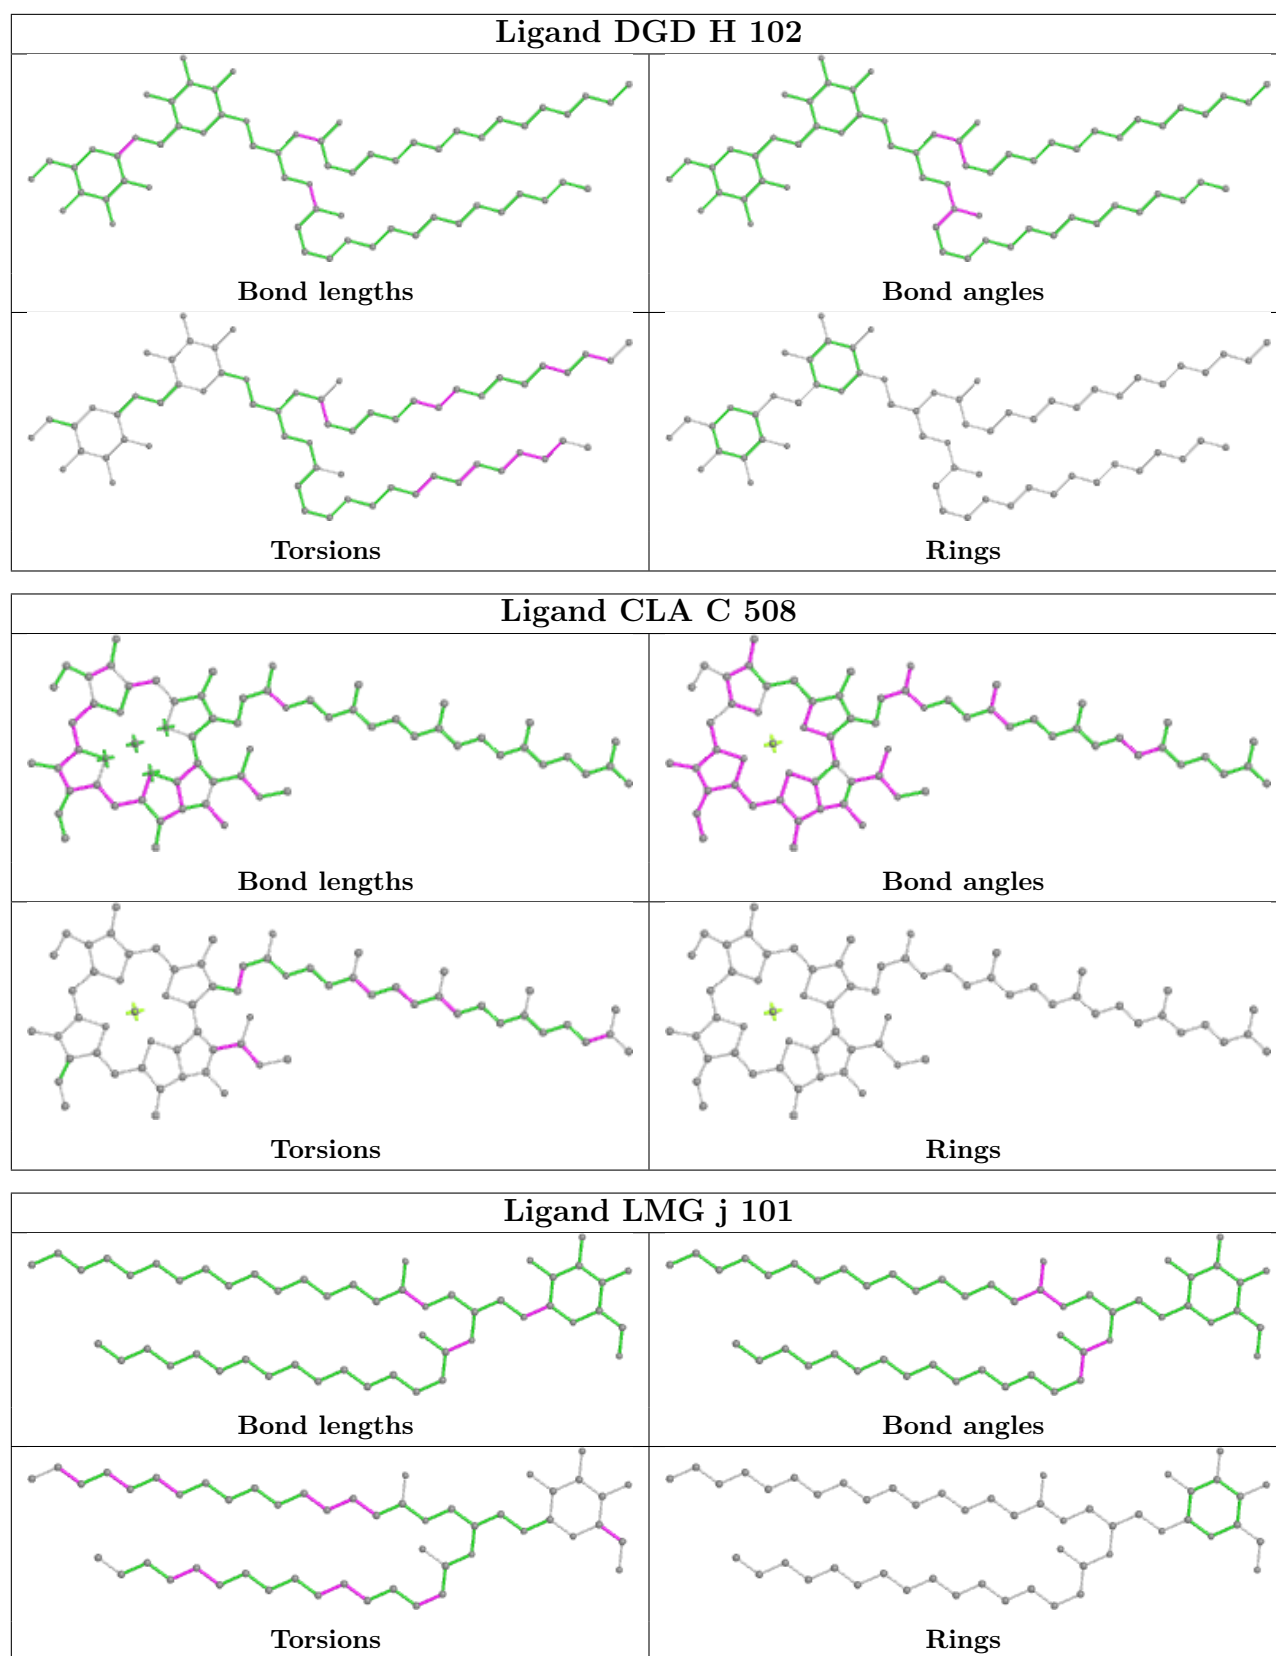 Ligand DGD H 102
Bond lengths
Bond angles
Torsions
Rings
Ligand CLA C 508
Bond lengths
Bond angles
Torsions
Rings
Ligand LMG j 101
Bond lengths
Bond angles
Torsions
Rings